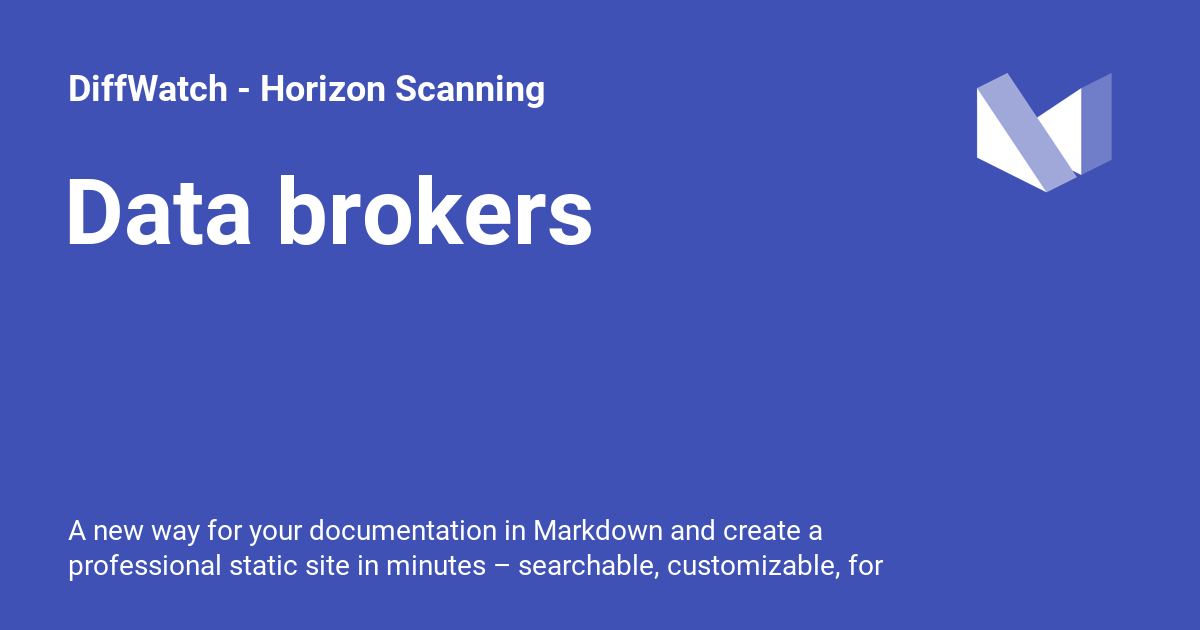 DiffWatch - Horizon Scanning
Data brokers
A new way for your documentation in Markdown and create a
professional static site in minutes – searchable, customizable, for